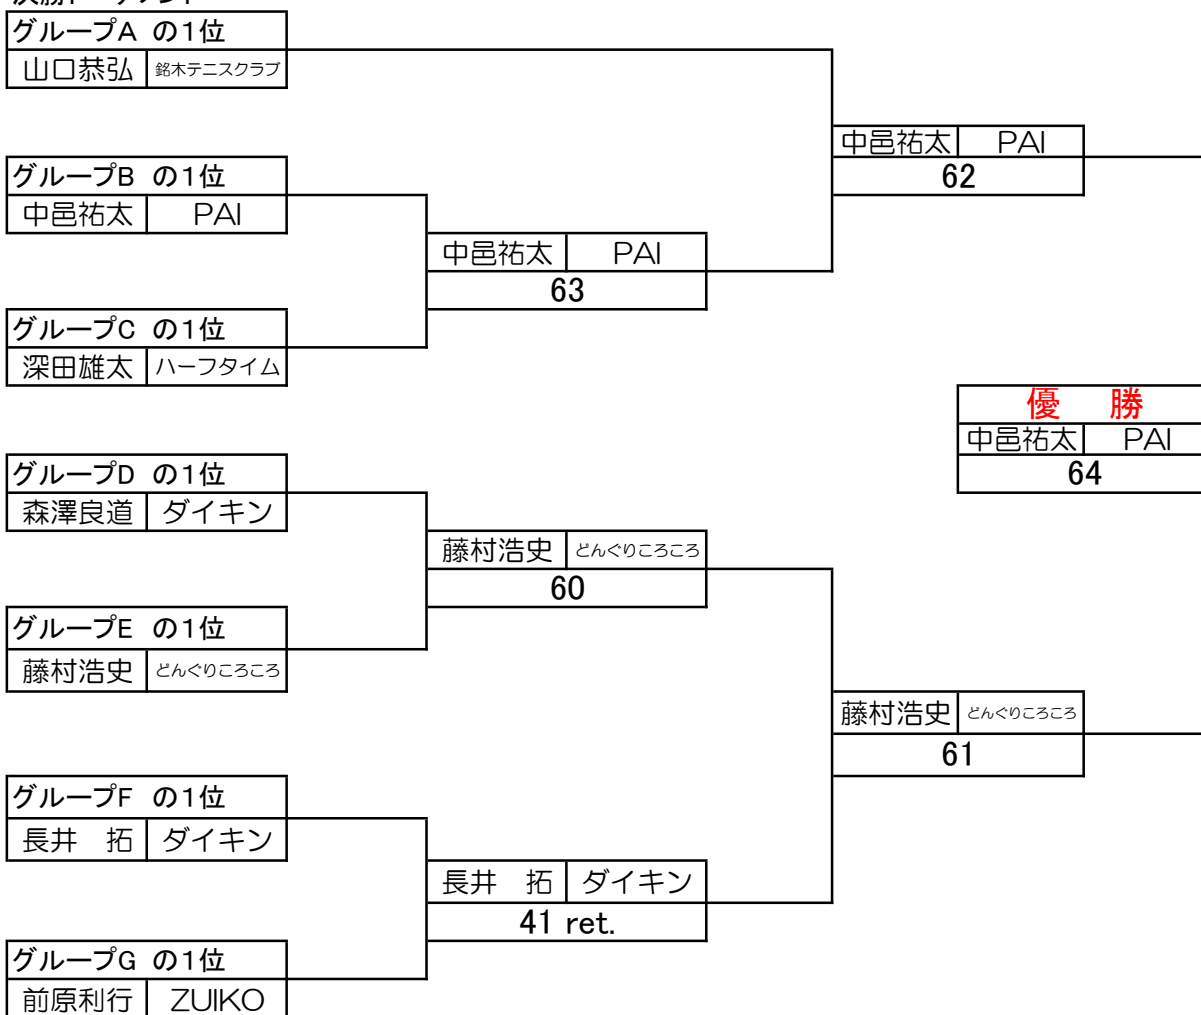 グループA の1位
山口恭弘 銘木テニスクラブ
中邑祐太 PAI
62
グループB の1位
中邑祐太 PAI
中邑祐太 PAI
63
グループC の1位
深田雄太 ハーフタイム
優 勝
中邑祐太 PAI
64
グループD の1位
森澤良道 ダイキン
藤村浩史 どんぐりころころ
60
グループE の1位
藤村浩史 どんぐりころころ
藤村浩史 どんぐりころころ
61
グループF の1位
長井 拓 ダイキン
長井 拓 ダイキン
41 ret.
グループG の1位
前原利行 ZUIKO